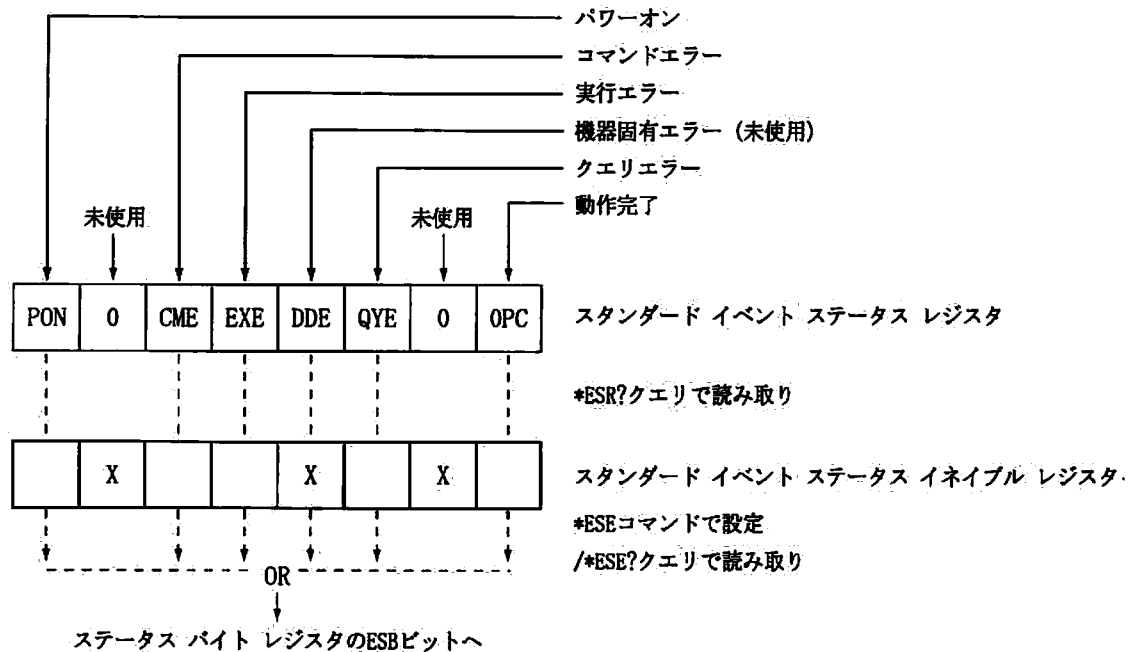 パワーオン
コマンドエラー
実行エラー
機器固有エラー (未使用)
クエリエラー
動作完了
未使用
未使用
PON 0 CME EXE DDE QYE 0 OPC
スタンダード イベント ステータス レジスタ
*ESR?クエリで読み取り
X X X
スタンダード イベント ステータス イネイブル レジスタ
*ESEコマンドで設定
/*ESE?クエリで読み取り
OR
ステータス バイト レジスタのESBビットへ